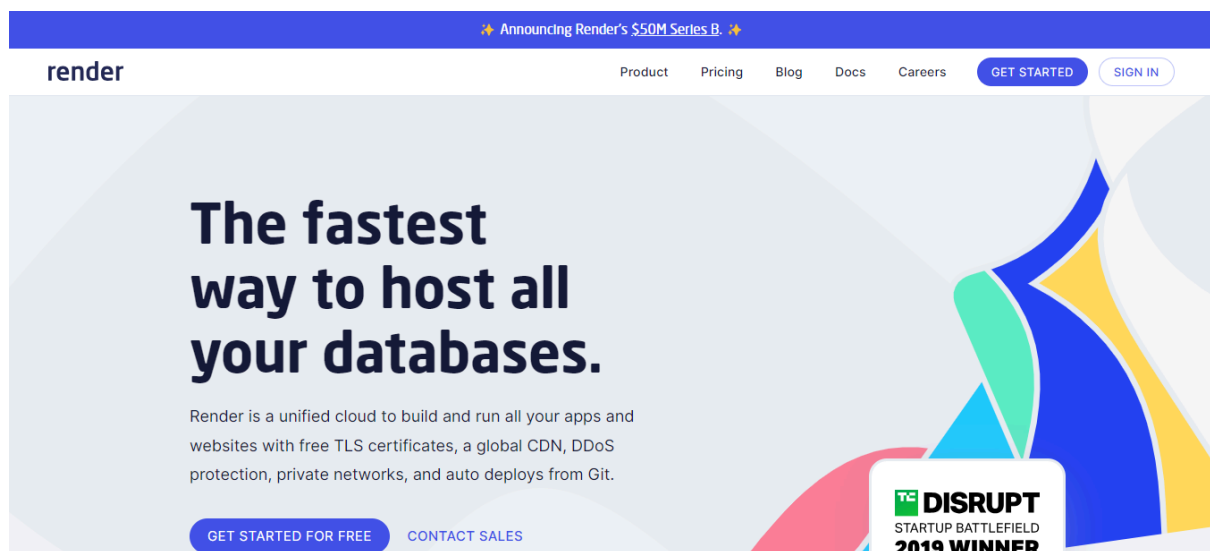 ✨ Announcing Render's $50M Series B. ✨
render
Product Pricing Blog Docs Careers GET STARTED SIGN IN
The fastest
way to host all
your databases.
Render is a unified cloud to build and run all your apps and
websites with free TLS certificates, a global CDN, DDoS
protection, private networks, and auto deploys from Git.
GET STARTED FOR FREE CONTACT SALES
TC DISRUPT
STARTUP BATTLEFIELD
2019 WINNER